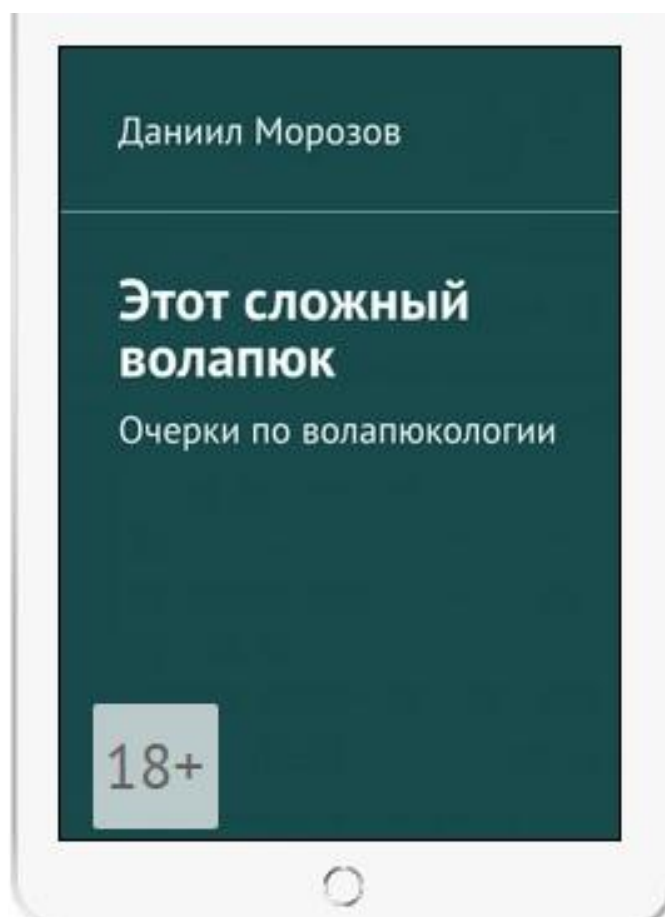 Даниил Морозов
Этот сложный
волапюк
Очерки по волапюкологии
18+